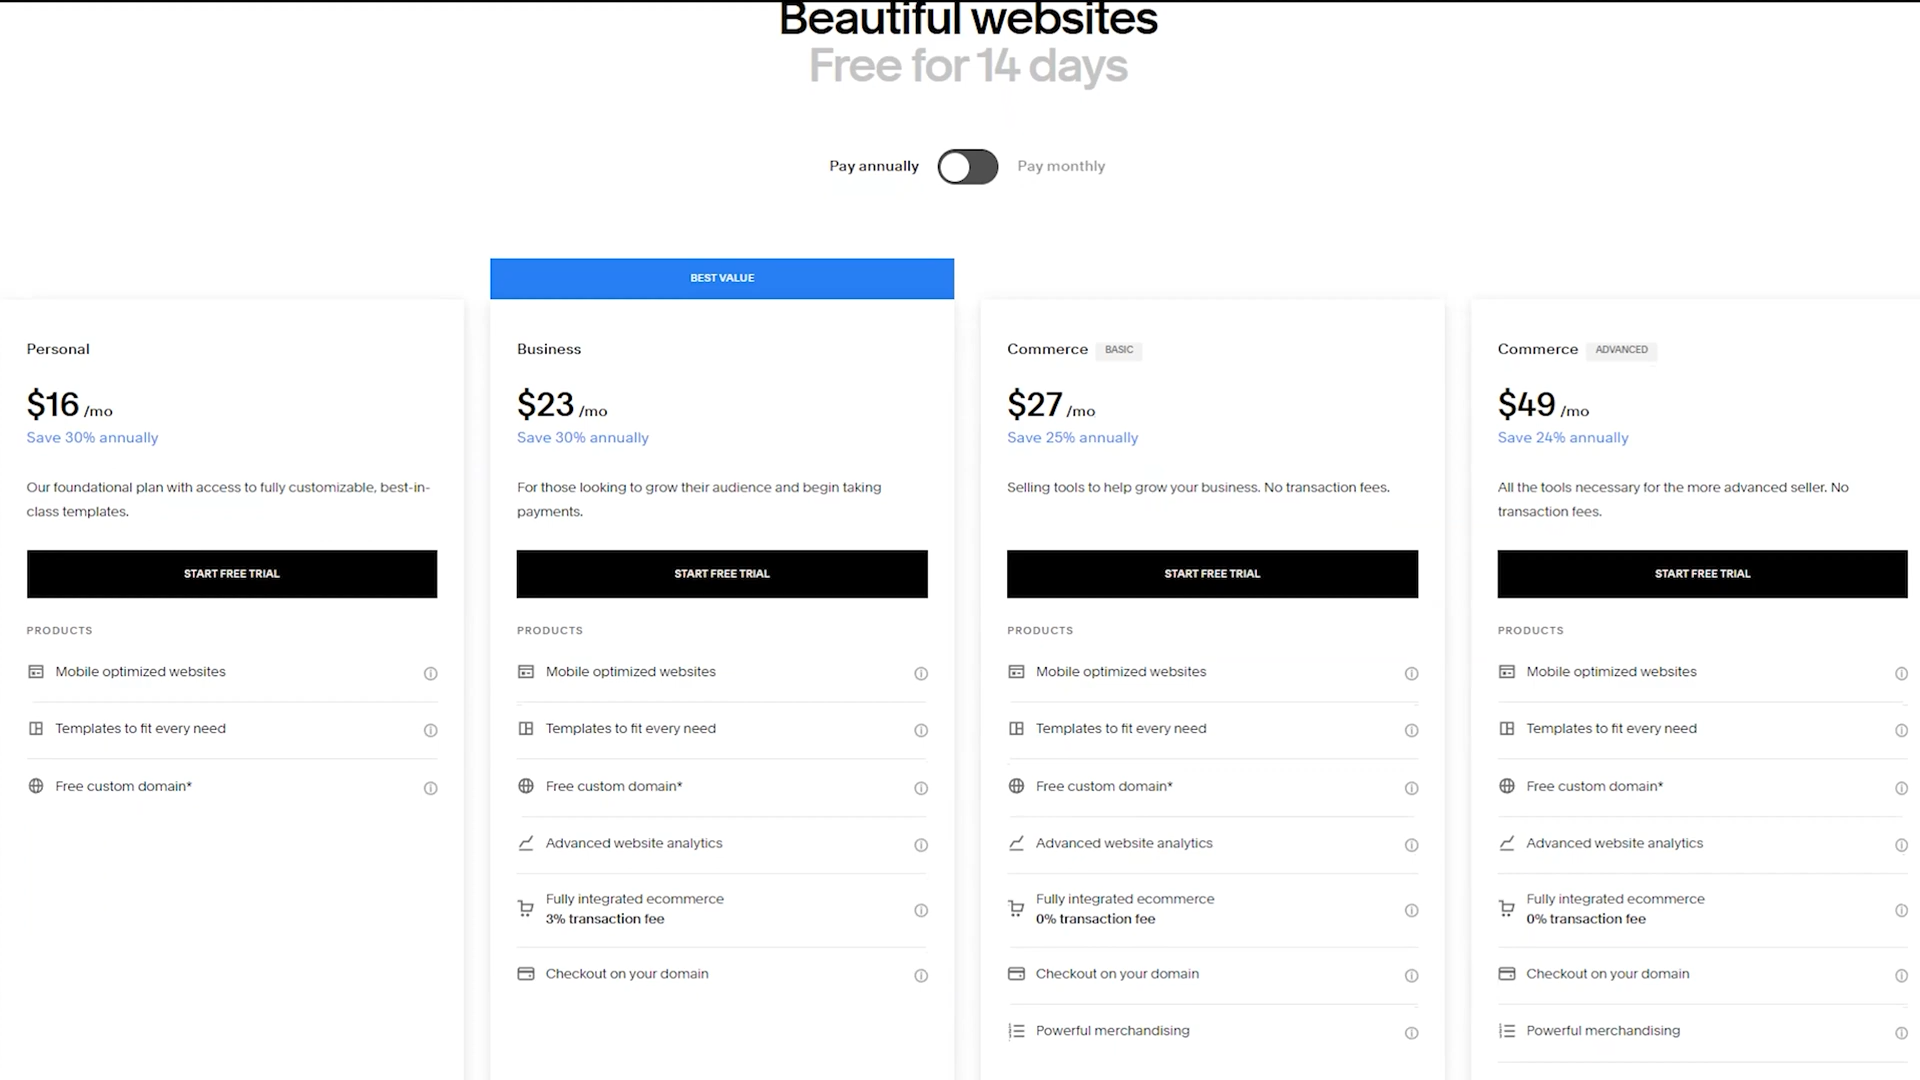 Beautiful websites
Free for 14 days
Pay annually
Pay monthly
BEST VALUE
Personal
$16 /mo
Save 30% annually
Our foundational plan with access to fully customizable, best-in-
class templates.
START FREE TRIAL
PRODUCTS
Mobile optimized websites
Templates to fit every need
Free custom domain*
Business
$23 /mo
Save 30% annually
For those looking to grow their audience and begin taking
payments.
START FREE TRIAL
PRODUCTS
Mobile optimized websites
Templates to fit every need
Free custom domain*
Advanced website analytics
Fully integrated ecommerce
3% transaction fee
Checkout on your domain
Commerce BASIC
$27 /mo
Save 25% annually
Selling tools to help grow your business. No transaction fees.
START FREE TRIAL
PRODUCTS
Mobile optimized websites
Templates to fit every need
Free custom domain*
Advanced website analytics
Fully integrated ecommerce
0% transaction fee
Checkout on your domain
Powerful merchandising
Commerce ADVANCED
$49 /mo
Save 24% annually
All the tools necessary for the more advanced seller. No
transaction fees.
START FREE TRIAL
PRODUCTS
Mobile optimized websites
Templates to fit every need
Free custom domain*
Advanced website analytics
Fully integrated ecommerce
0% transaction fee
Checkout on your domain
Powerful merchandising